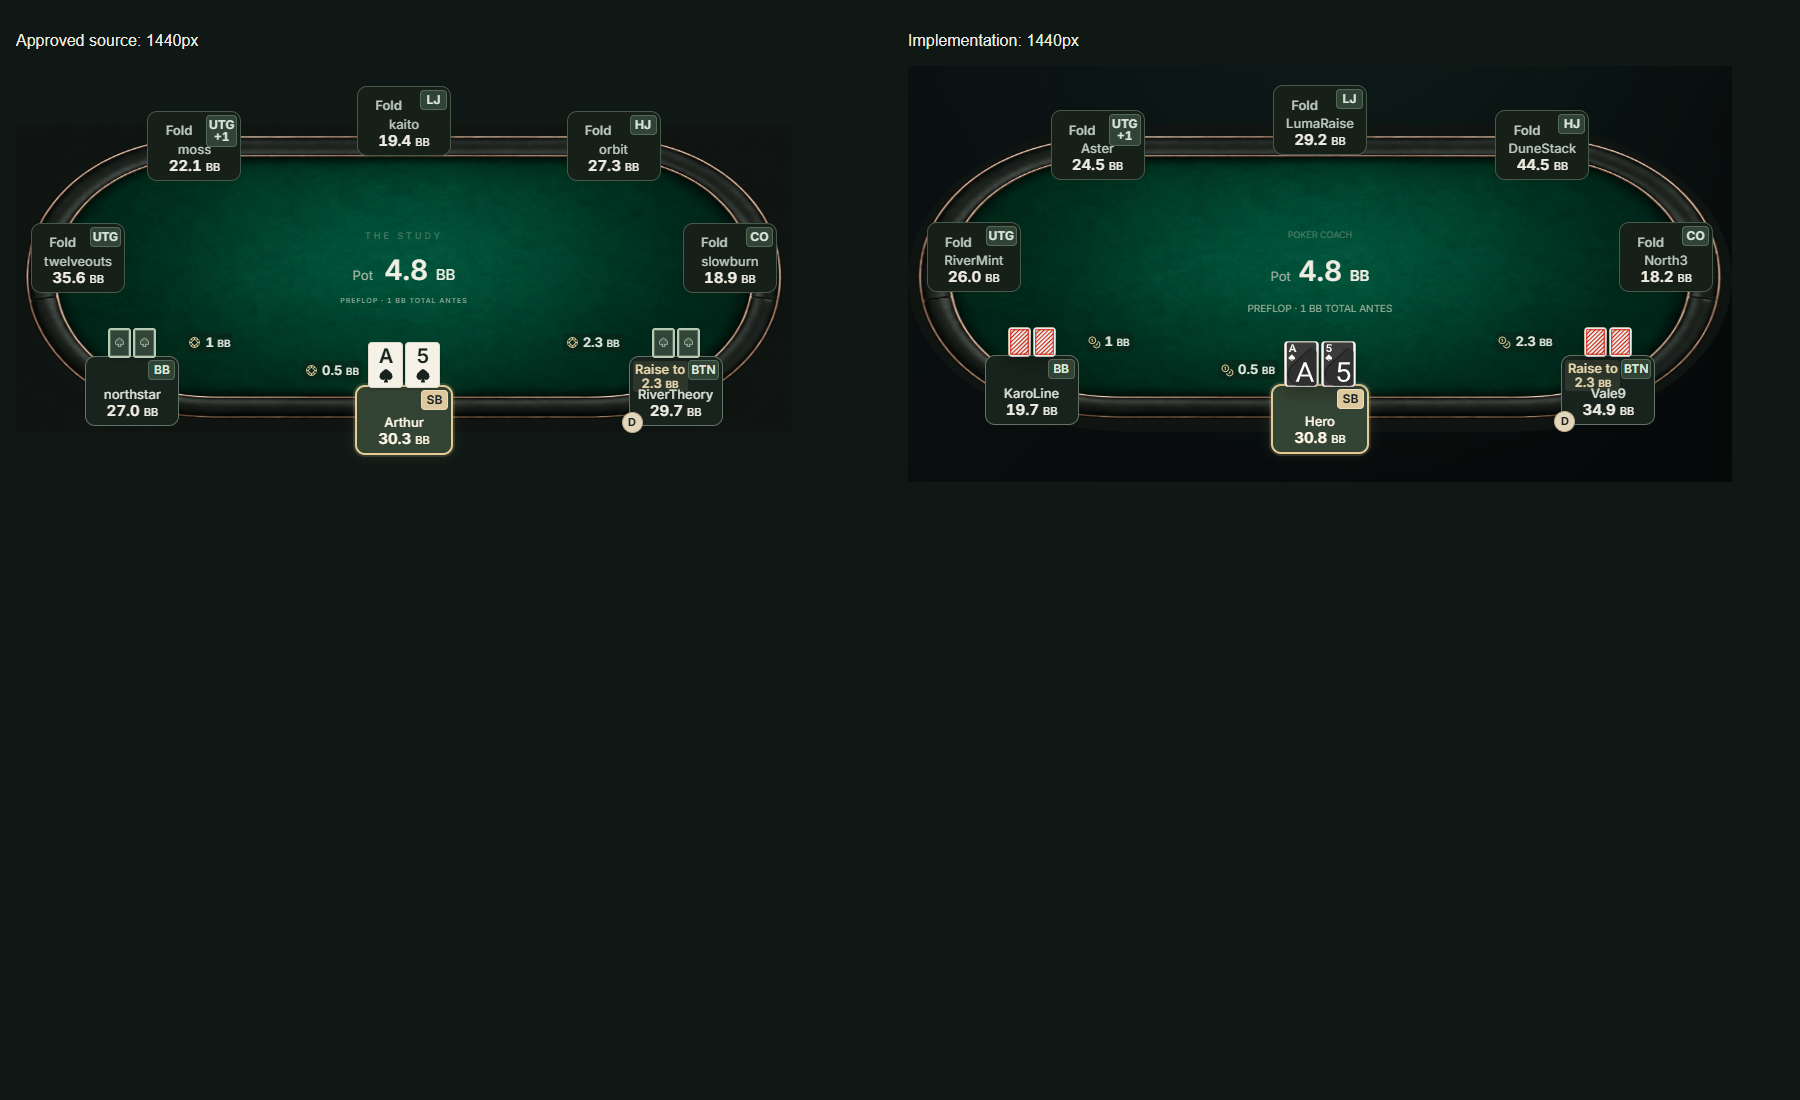 Approved source: 1440px
LJ
Fold
kaito
19.4 BB
UTG
+1
Fold
moss
22.1 BB
HJ
Fold
orbit
27.3 BB
UTG
Fold
twelveouts
35.6 BB
CO
Fold
slowburn
18.9 BB
THE STUDY
Pot 4.8 BB
PREFLOP · 1 BB TOTAL ANTES
1 BB
2.3 BB
0.5 BB
A 5
BB
northstar
27.0 BB
SB
Arthur
30.3 BB
Raise to
2.3 BB
BTN
RiverTheory
29.7 BB
D
Implementation: 1440px
LJ
Fold
LumaRaise
29.2 BB
UTG
+1
Fold
Aster
24.5 BB
HJ
Fold
DuneStack
44.5 BB
UTG
Fold
RiverMint
26.0 BB
CO
Fold
North3
18.2 BB
POKER COACH
Pot 4.8 BB
PREFLOP · 1 BB TOTAL ANTES
1 BB
2.3 BB
0.5 BB
A 5
A 5
BB
KaroLine
19.7 BB
SB
Hero
30.8 BB
Raise to
2.3 BB
BTN
Vale9
34.9 BB
D